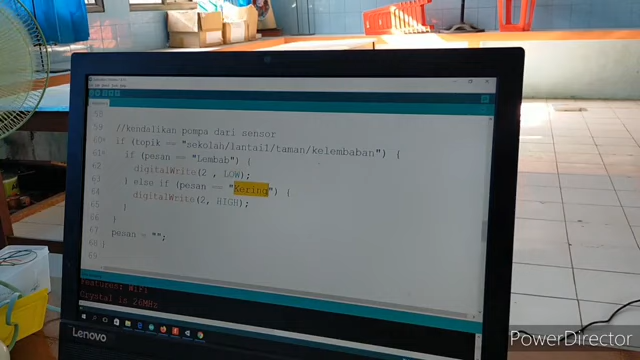 58
59 //kendalikan pompa dari sensor
60 if (topik == "sekolah/lantai1/taman/kelembaban") {
61 if (pesan == "Lembab") {
62 digitalWrite(2 , LOW);
63 } else if (pesan == "Kering") {
64 digitalWrite(2, HIGH);
65 }
66 }
67 pesan = "";
68 }
69
Features: WiFi
Crystal is 26MHz
Lenovo
PowerDirector